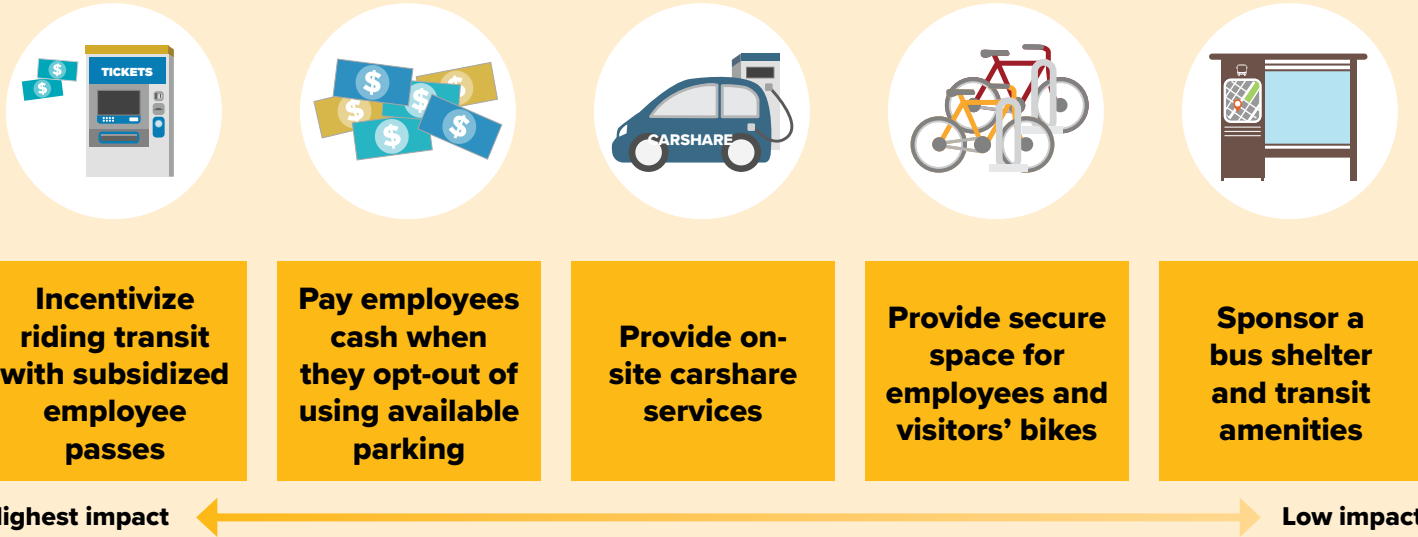 TICKETS
$
$
$
$
$
$
$
CARSHARE
Incentivize
riding transit
with subsidized
employee
passes
Pay employees
cash when
they opt-out of
using available
parking
Provide on-
site carshare
services
Provide secure
space for
employees and
visitors’ bikes
Sponsor a
bus shelter
and transit
amenities
Highest impact
Low impact